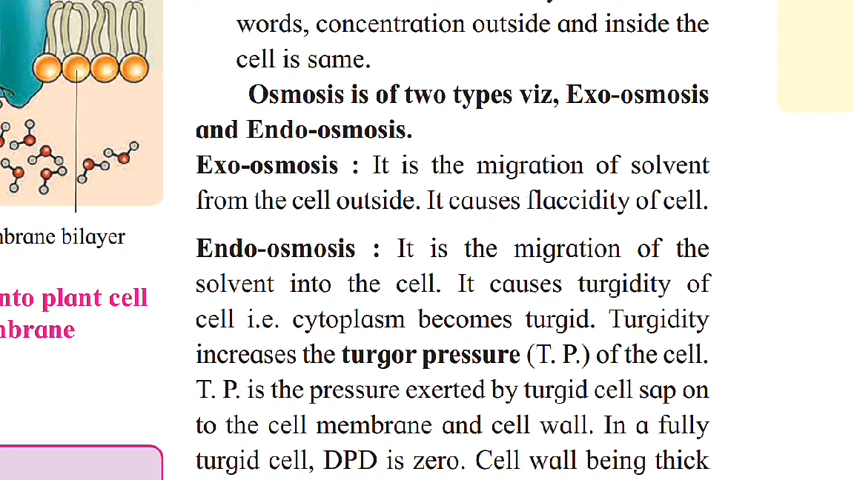 words, concentration outside and inside the
cell is same.
Osmosis is of two types viz, Exo-osmosis
and Endo-osmosis.
Exo-osmosis : It is the migration of solvent
from the cell outside. It causes flaccidity of cell.
Endo-osmosis : It is the migration of the
solvent into the cell. It causes turgidity of
cell i.e. cytoplasm becomes turgid. Turgidity
increases the turgor pressure (T. P.) of the cell.
T. P. is the pressure exerted by turgid cell sap on
to the cell membrane and cell wall. In a fully
turgid cell, DPD is zero. Cell wall being thick
bilayer
nto plant cell